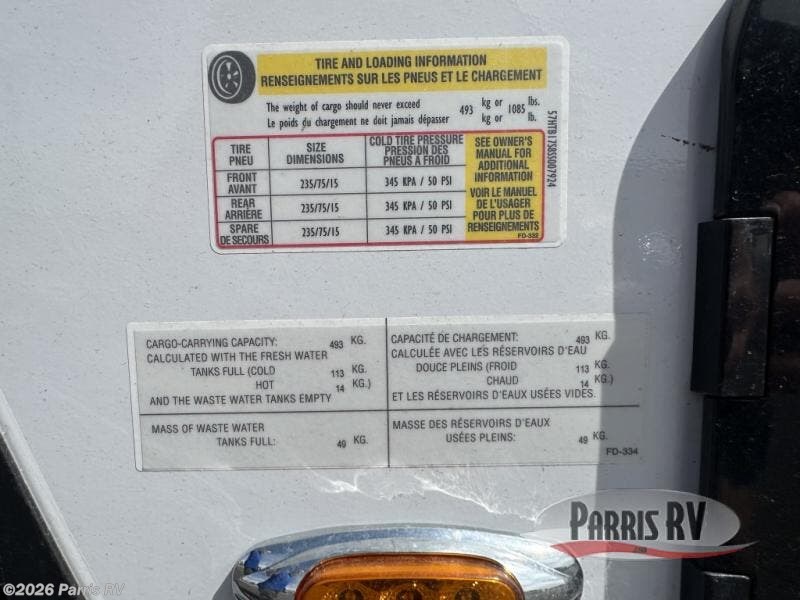 TIRE AND LOADING INFORMATION
RENSEIGNEMENTS SUR LES PNEUS ET LE CHARGEMENT
The weight of cargo should never exceed 493 kg or 1085 lbs.
Le poids du chargement ne doit jamais dépasser kg or lb.
TIRE PNEU
SIZE DIMENSIONS
COLD TIRE PRESSURE
PRESSION DES
PNEUS A FROID
FRONT AVANT 235/75/15 345 KPA / 50 PSI
REAR ARRIÈRE 235/75/15 345 KPA / 50 PSI
SPARE DE SECOURS 235/75/15 345 KPA / 50 PSI
SEE OWNER'S
MANUAL FOR
ADDITIONAL
INFORMATION
VOIR LE MANUEL
DE L'USAGER
POUR PLUS DE
RENSEIGNEMENTS
FD-332
CARGO-CARRYING CAPACITY: 493 KG.
CALCULATED WITH THE FRESH WATER
TANKS FULL (COLD 113 KG.
HOT 14 KG.)
AND THE WASTE WATER TANKS EMPTY
CAPACITÉ DE CHARGEMENT: 493 KG.
CALCULÉE AVEC LES RÉSERVOIRS D'EAU
DOUCE PLEINS (FROID 113 KG.
CHAUD 14 KG.)
ET LES RÉSERVOIRS D'EAUX USÉES VIDES.
MASS OF WASTE WATER
TANKS FULL: 49 KG.
MASSE DES RÉSERVOIRS D'EAUX
USÉES PLEINS: 49 KG.
FD-334
PARRIS RV
©2026 Parris RV